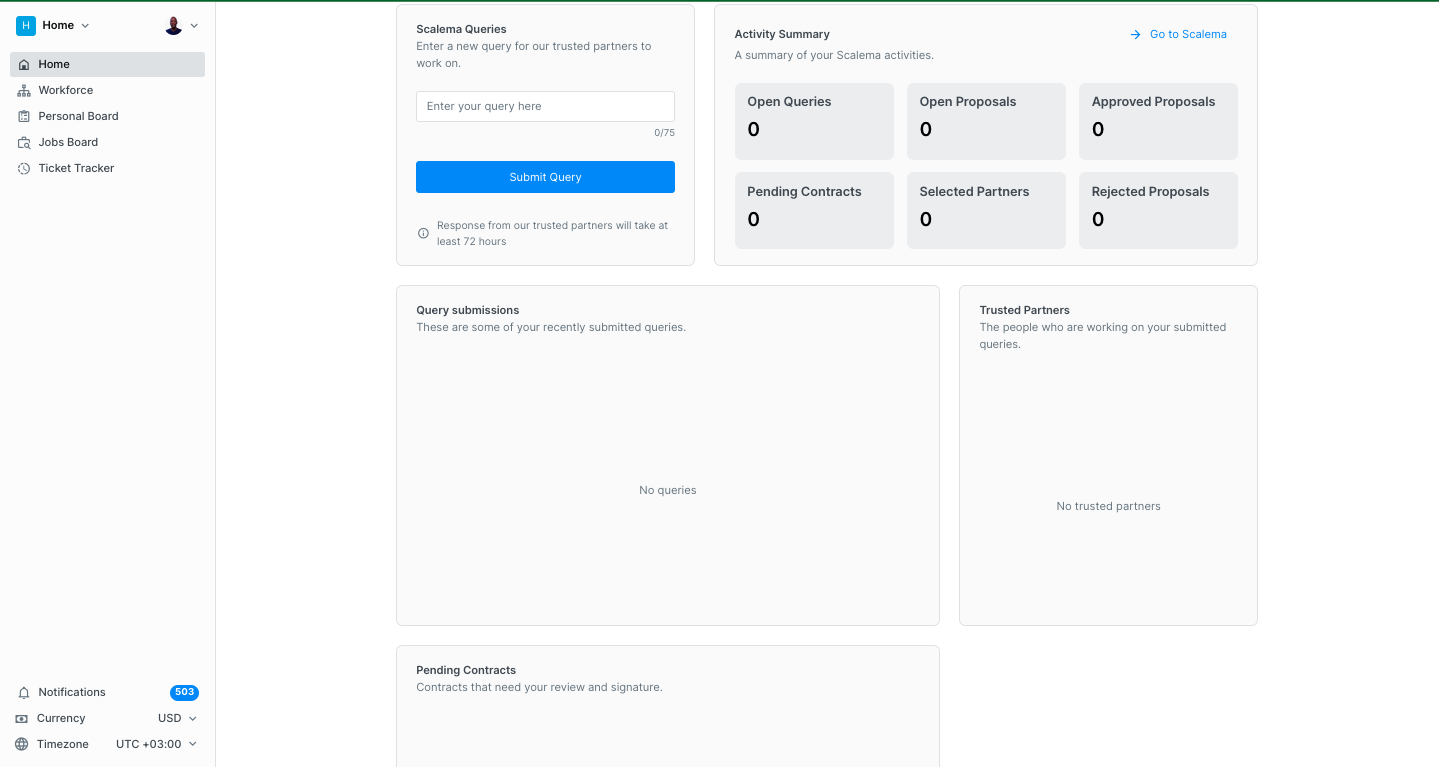 H
Home
Home
Workforce
Personal Board
Jobs Board
Ticket Tracker
Notifications
503
Currency
USD
Timezone
UTC +03:00
Scalema Queries
Enter a new query for our trusted partners to
work on.
Enter your query here
0/75
Submit Query
Response from our trusted partners will take at
least 72 hours
Activity Summary
Go to Scalema
A summary of your Scalema activities.
Open Queries
0
Open Proposals
0
Approved Proposals
0
Pending Contracts
0
Selected Partners
0
Rejected Proposals
0
Query submissions
These are some of your recently submitted queries.
No queries
Trusted Partners
The people who are working on your submitted
queries.
No trusted partners
Pending Contracts
Contracts that need your review and signature.